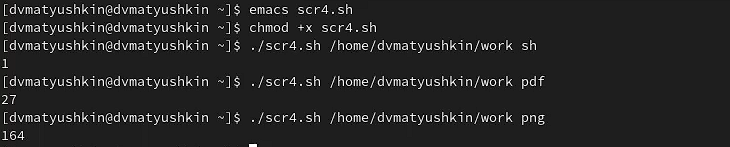 [dvmatyushkin@dvmatyushkin ~]$ emacs scr4.sh
[dvmatyushkin@dvmatyushkin ~]$ chmod +x scr4.sh
[dvmatyushkin@dvmatyushkin ~]$ ./scr4.sh /home/dvmatyushkin/work sh
1
[dvmatyushkin@dvmatyushkin ~]$ ./scr4.sh /home/dvmatyushkin/work pdf
27
[dvmatyushkin@dvmatyushkin ~]$ ./scr4.sh /home/dvmatyushkin/work png
164